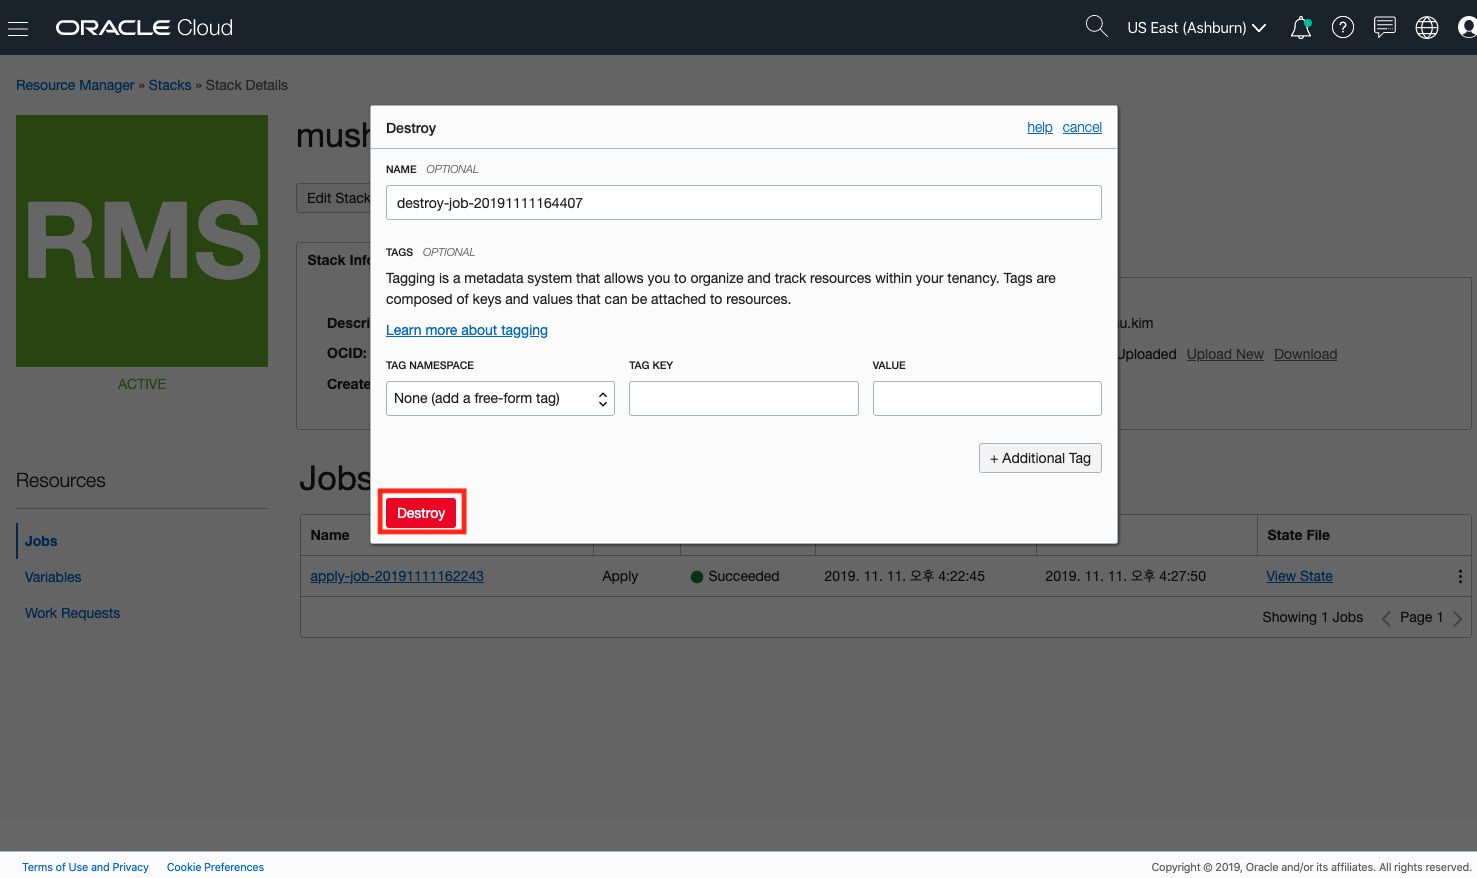 ORACLE Cloud
US East (Ashburn)
Resource Manager » Stacks » Stack Details
RMS
ACTIVE
Edit Stack
Destroy
help cancel
NAME OPTIONAL
destroy-job-20191111164407
TAGS OPTIONAL
Tagging is a metadata system that allows you to organize and track resources within your tenancy. Tags are
composed of keys and values that can be attached to resources.
Learn more about tagging
TAG NAMESPACE TAG KEY VALUE
None (add a free-form tag)
+ Additional Tag
Destroy
OCID:
Uploaded Upload New Download
Resources
Jobs
Variables
Work Requests
Jobs
Name State File
apply-job-20191111162243 Apply Succeeded 2019. 11. 11. 오후 4:22:45 2019. 11. 11. 오후 4:27:50 View State
Showing 1 Jobs Page 1
Terms of Use and Privacy Cookie Preferences
Copyright © 2019, Oracle and/or its affiliates. All rights reserved.